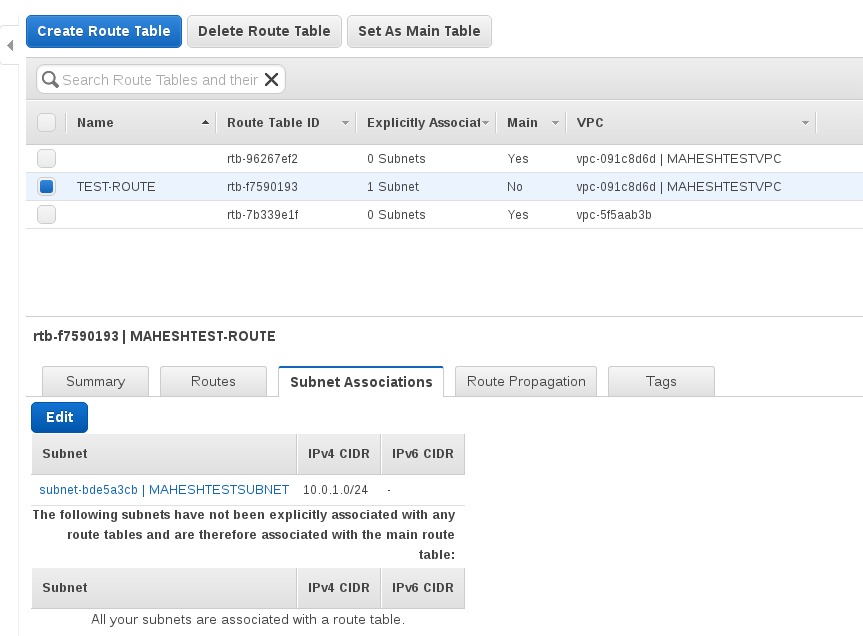 Create Route Table Delete Route Table Set As Main Table
Search Route Tables and their
Name Route Table ID Explicitly Associat Main VPC
rtb-96267ef2 0 Subnets Yes vpc-091c8d6d | MAHESHTESTVPC
TEST-ROUTE rtb-f7590193 1 Subnet No vpc-091c8d6d | MAHESHTESTVPC
rtb-7b339e1f 0 Subnets Yes vpc-5f5aab3b
rtb-f7590193 | MAHESHTEST-ROUTE
Summary Routes Subnet Associations Route Propagation Tags
Edit
Subnet IPv4 CIDR IPv6 CIDR
subnet-bde5a3cb | MAHESHTESTSUBNET 10.0.1.0/24 -
The following subnets have not been explicitly associated with any
route tables and are therefore associated with the main route
table:
Subnet IPv4 CIDR IPv6 CIDR
All your subnets are associated with a route table.